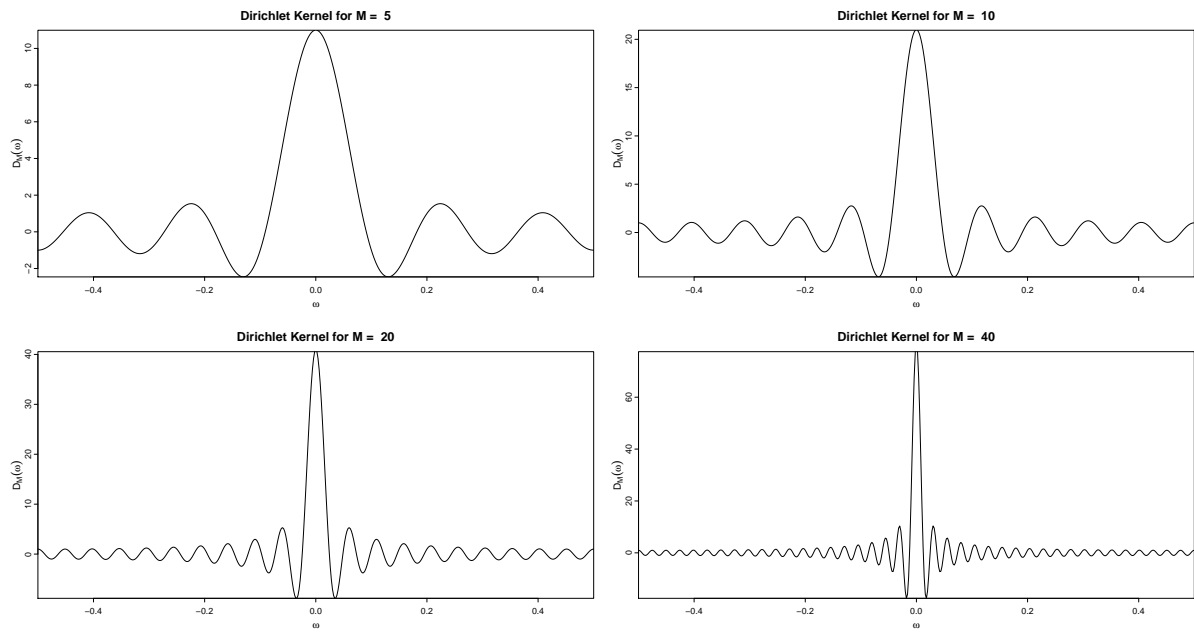 Dirichlet Kernel for M = 5
10
8
6
4
2
0
−2
D_M(ω)
−0.4 −0.2 0.0 0.2 0.4
ω
Dirichlet Kernel for M = 10
20
15
10
5
0
D_M(ω)
−0.4 −0.2 0.0 0.2 0.4
ω
Dirichlet Kernel for M = 20
40
30
20
10
0
D_M(ω)
−0.4 −0.2 0.0 0.2 0.4
ω
Dirichlet Kernel for M = 40
60
40
20
0
D_M(ω)
−0.4 −0.2 0.0 0.2 0.4
ω